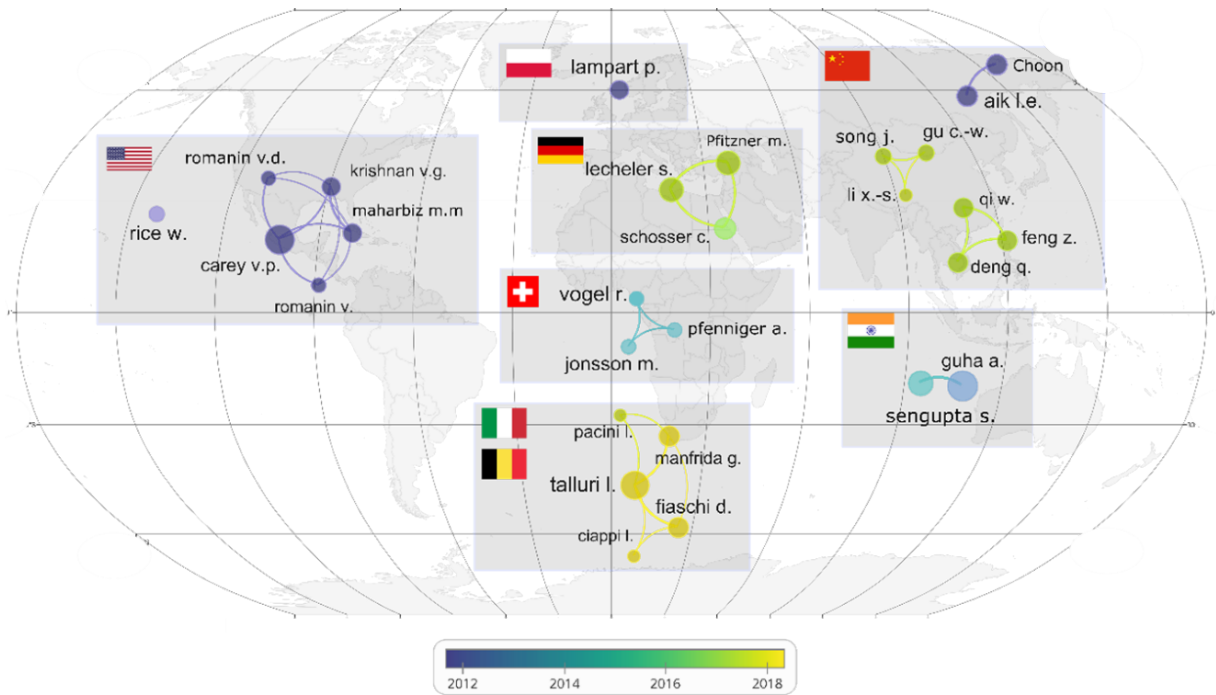 lampart p.
Choon
aik l.e.
song j.
gu c.-w.
li x.-s.
qi w.
feng z.
deng q.
romanin v.d.
krishnan v.g.
maharbiz m.m
rice w.
carey v.p.
romanin v.
Pfitzner m.
lecheler s.
schosser c.
vogel r.
pfenniger a.
jonsson m.
guha a.
sengupta s.
pacini l.
manfrida g.
talluri l.
fiaschi d.
ciappi l.
2012 2014 2016 2018